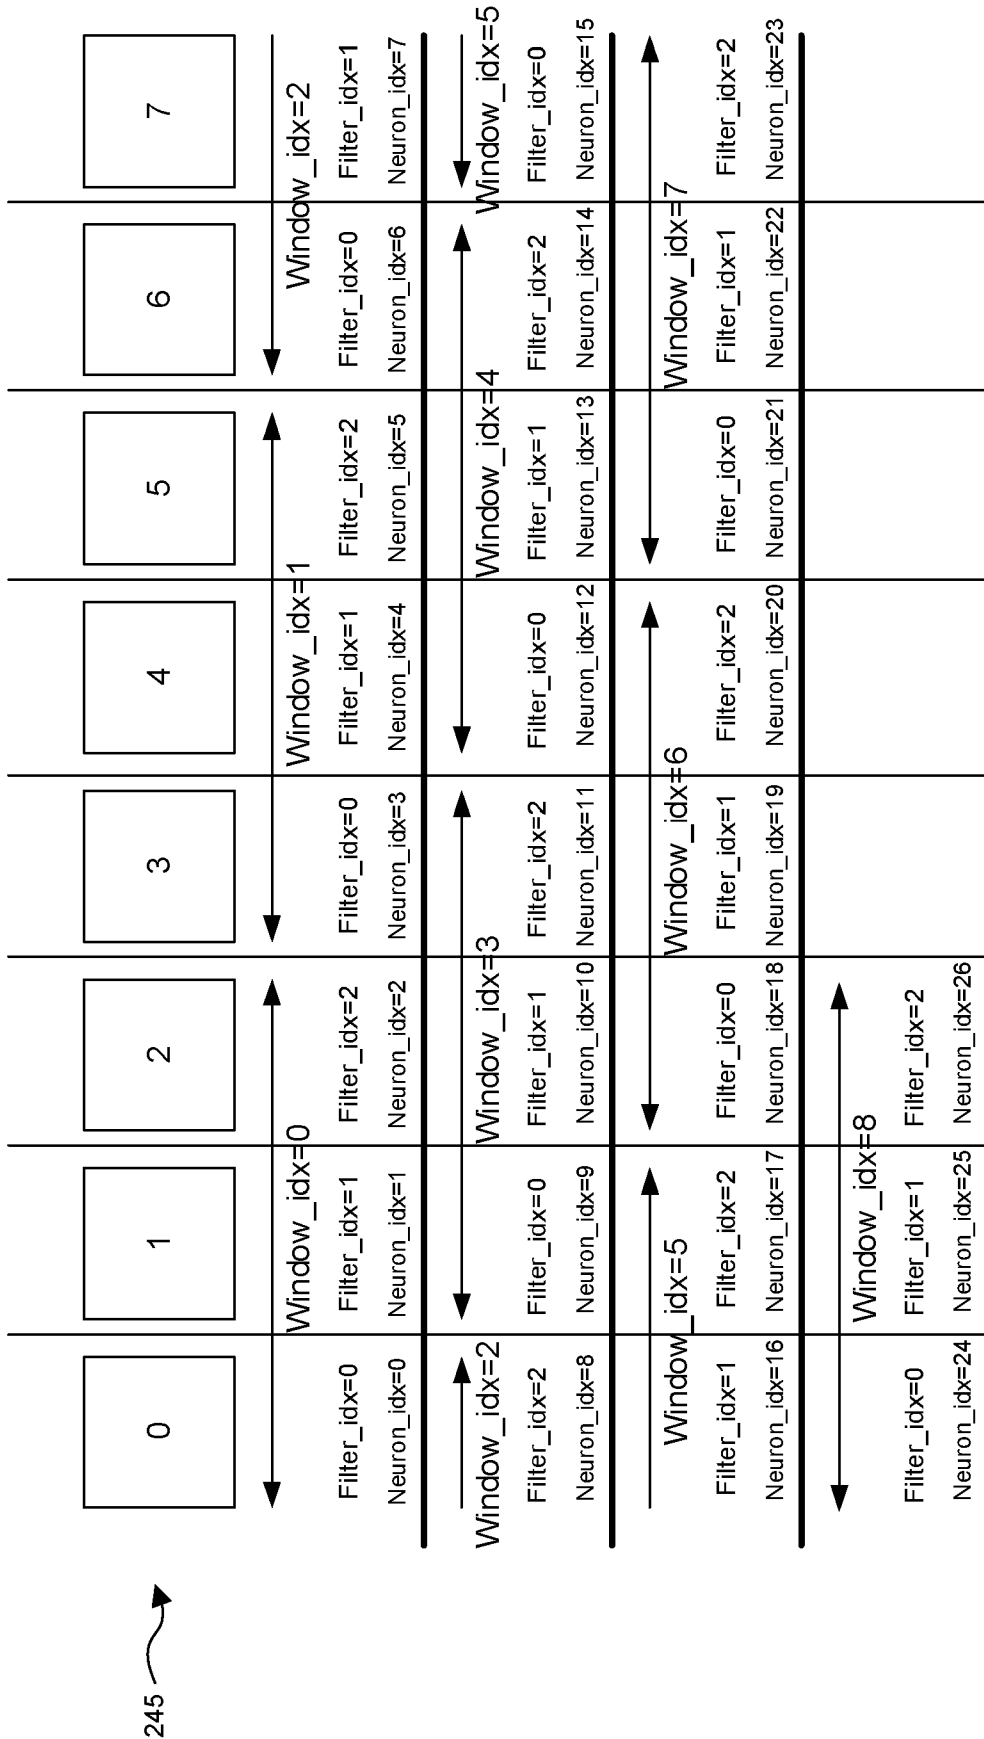 245
0 1 2 3 4 5 6 7
Window_idx=0 Window_idx=1 Window_idx=2
Filter_idx=0 Filter_idx=1 Filter_idx=2 Filter_idx=0 Filter_idx=1 Filter_idx=2 Filter_idx=0 Filter_idx=1
Neuron_idx=0 Neuron_idx=1 Neuron_idx=2 Neuron_idx=3 Neuron_idx=4 Neuron_idx=5 Neuron_idx=6 Neuron_idx=7
Window_idx=2 Window_idx=3 Window_idx=4 Window_idx=5
Filter_idx=2 Filter_idx=0 Filter_idx=1 Filter_idx=2 Filter_idx=0 Filter_idx=1 Filter_idx=2 Filter_idx=0
Neuron_idx=8 Neuron_idx=9 Neuron_idx=10 Neuron_idx=11 Neuron_idx=12 Neuron_idx=13 Neuron_idx=14 Neuron_idx=15
Window_idx=5 Window_idx=6 Window_idx=7
Filter_idx=1 Filter_idx=2 Filter_idx=0 Filter_idx=1 Filter_idx=2 Filter_idx=0 Filter_idx=1 Filter_idx=2
Neuron_idx=16 Neuron_idx=17 Neuron_idx=18 Neuron_idx=19 Neuron_idx=20 Neuron_idx=21 Neuron_idx=22 Neuron_idx=23
Window_idx=8
Filter_idx=0 Filter_idx=1 Filter_idx=2
Neuron_idx=24 Neuron_idx=25 Neuron_idx=26